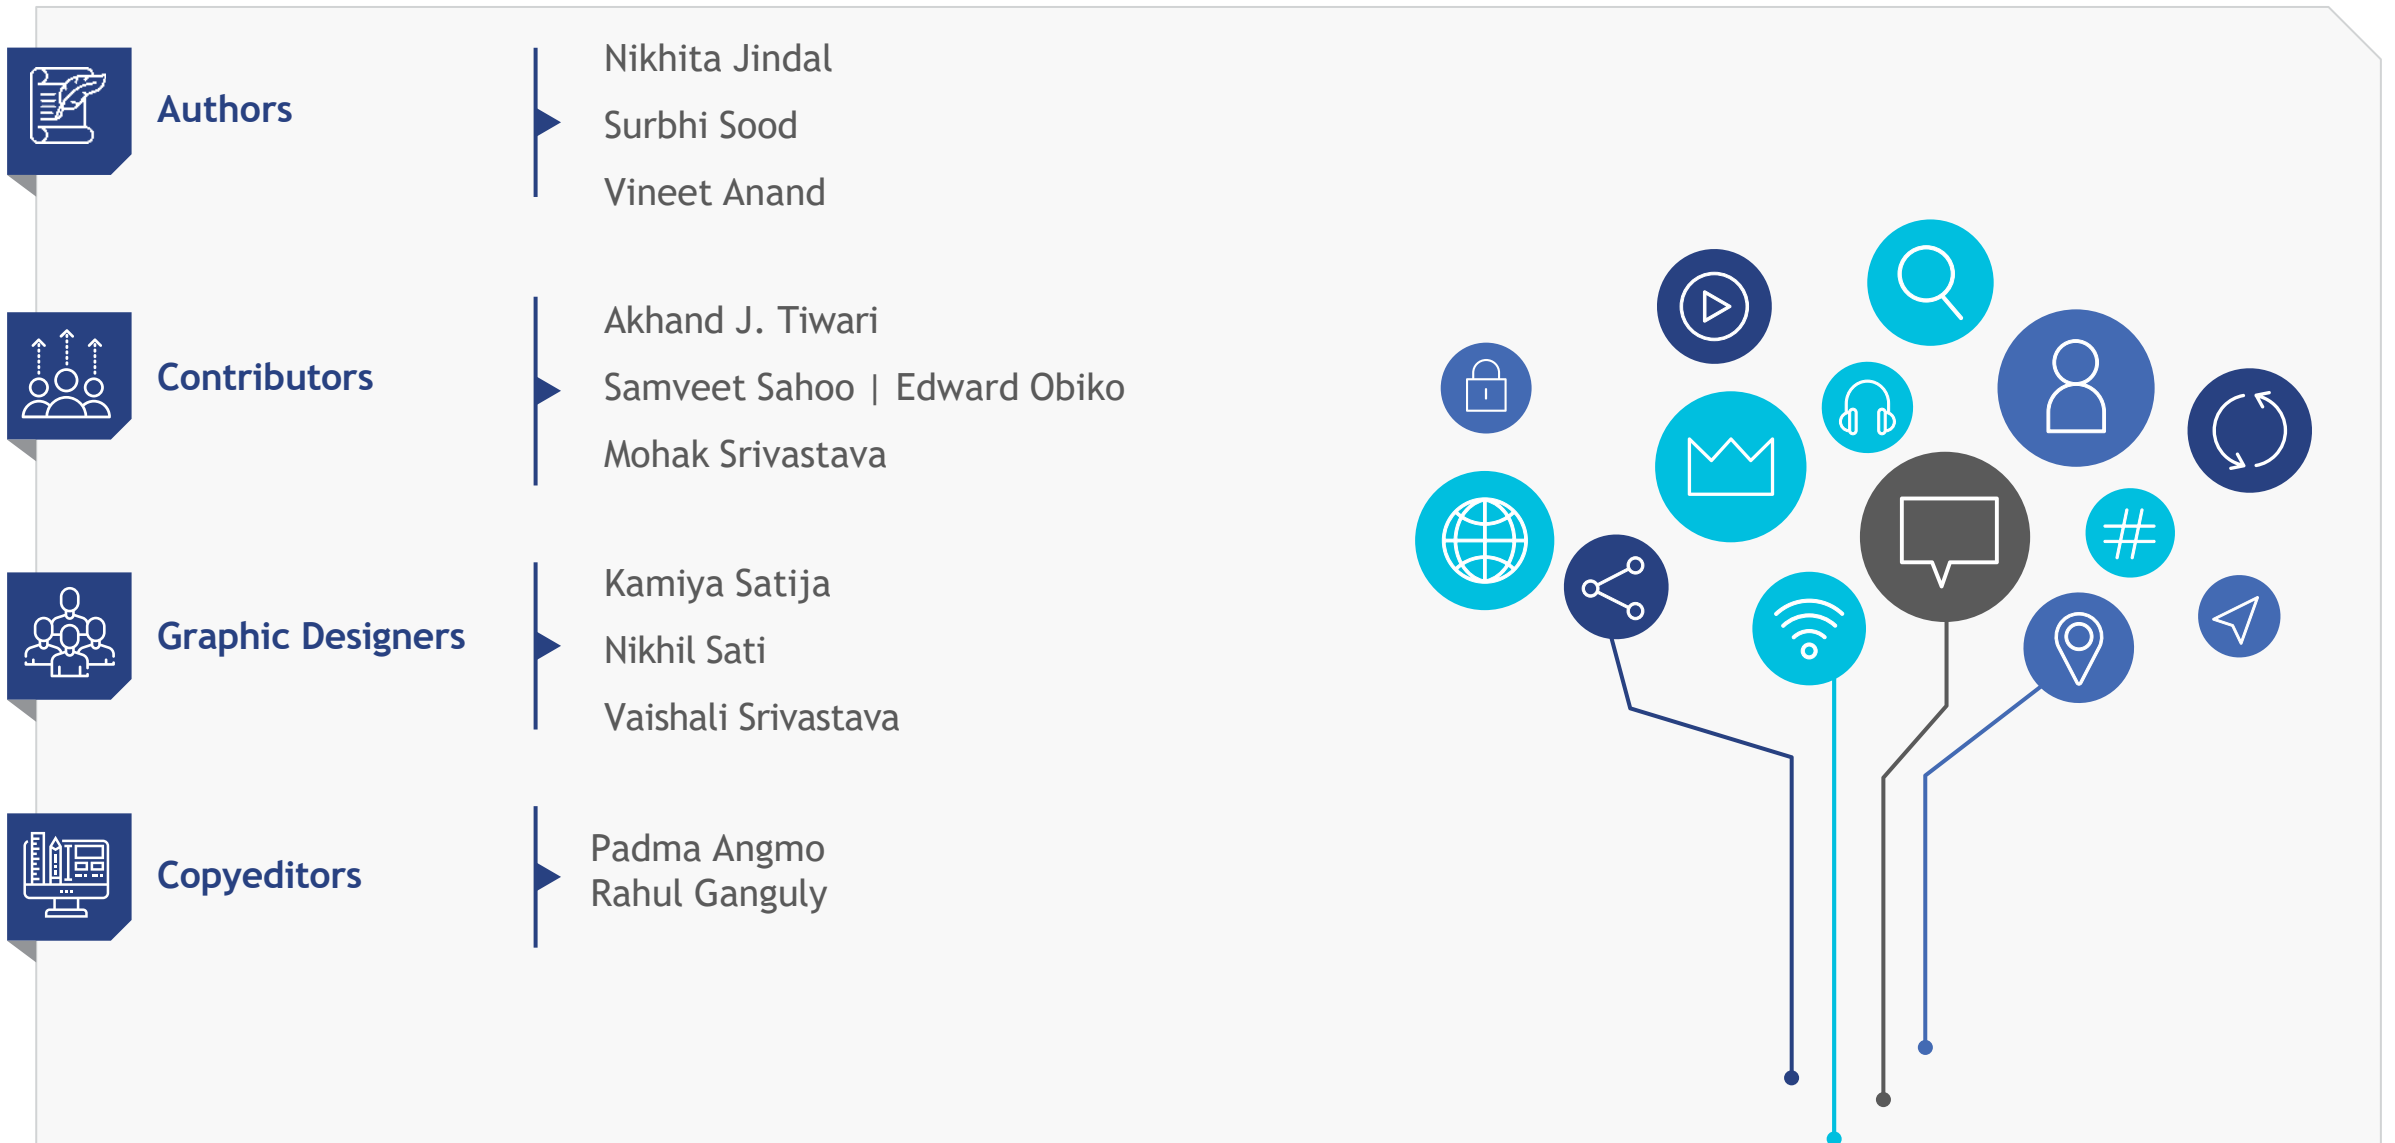 Authors
Nikhita Jindal
Surbhi Sood
Vineet Anand
Contributors
Akhand J. Tiwari
Samveet Sahoo | Edward Obiko
Mohak Srivastava
Graphic Designers
Kamiya Satija
Nikhil Sati
Vaishali Srivastava
Copyeditors
Padma Angmo
Rahul Ganguly